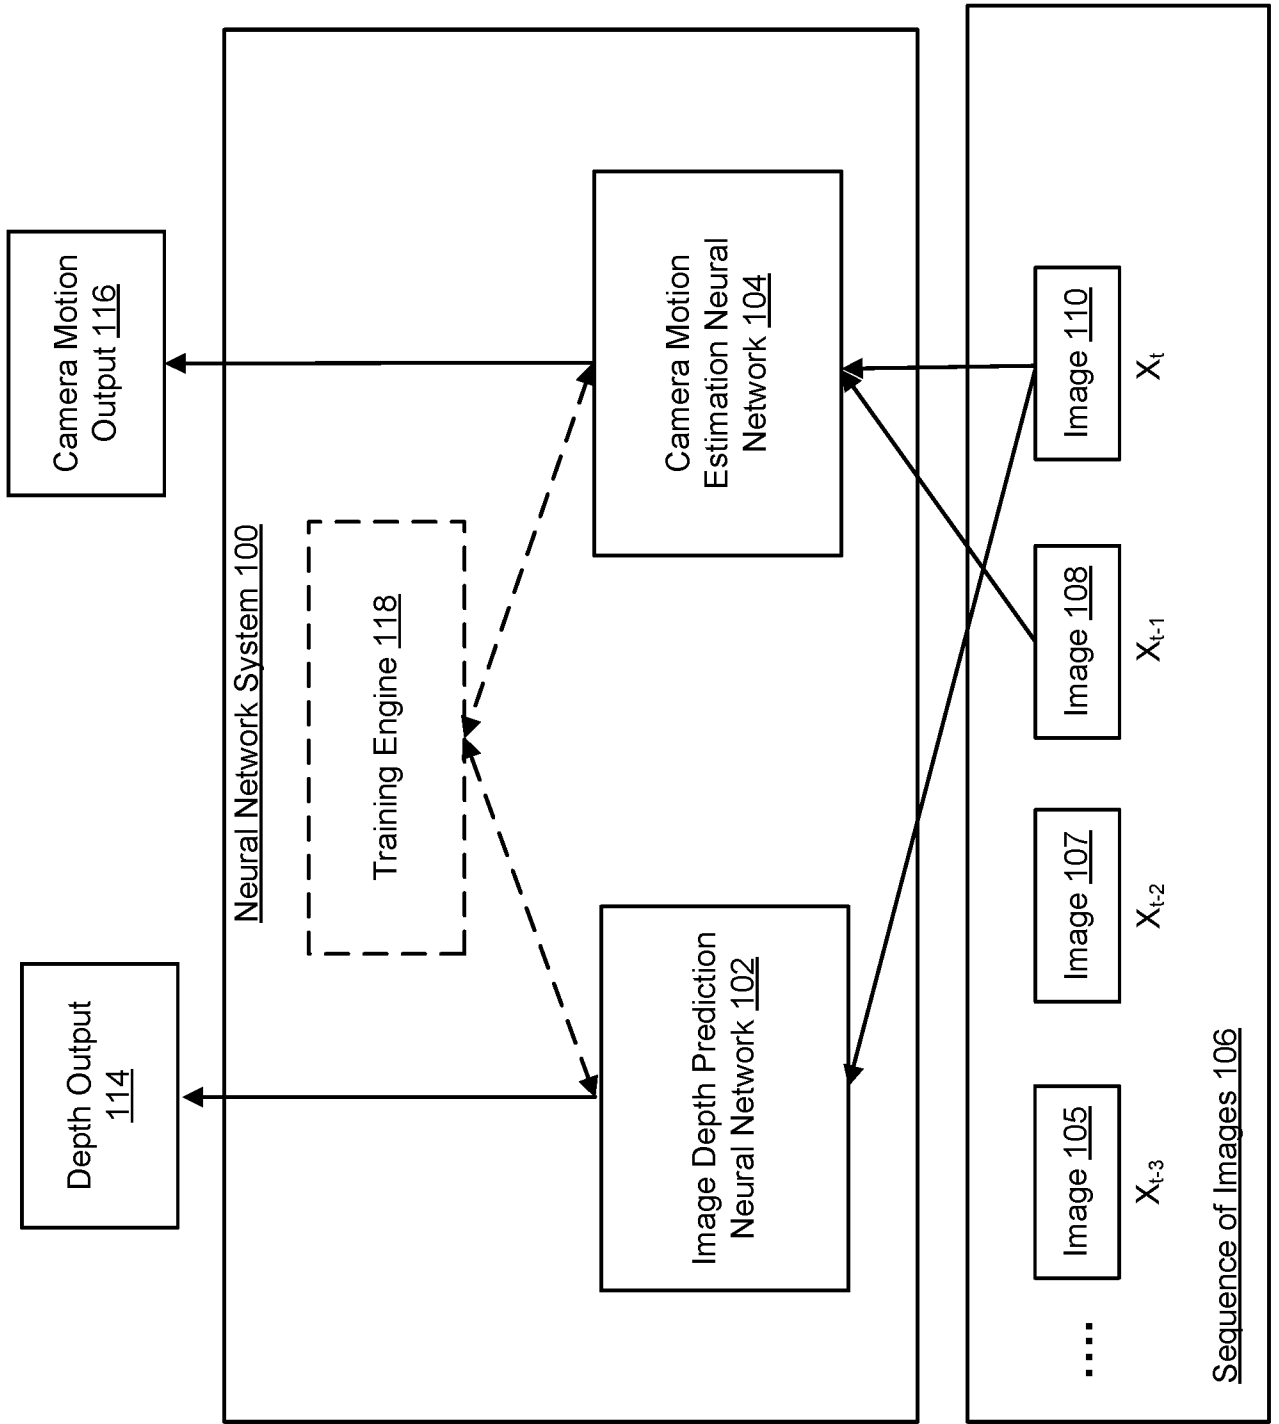 Depth Output
114
Camera Motion
Output 116
Neural Network System 100
Training Engine 118
Image Depth Prediction
Neural Network 102
Camera Motion
Estimation Neural
Network 104
....
Image 105
Image 107
Image 108
Image 110
Xt-3
Xt-2
Xt-1
Xt
Sequence of Images 106